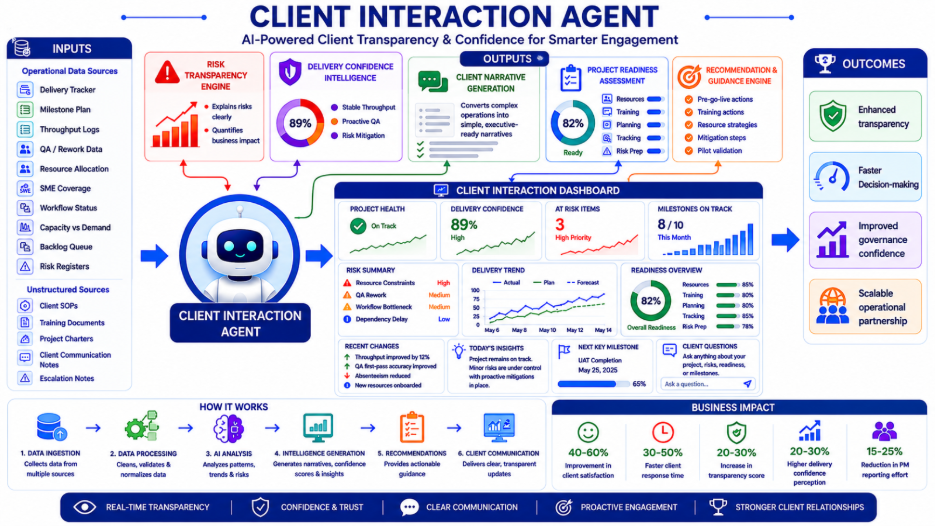 CLIENT INTERACTION AGENT
AI-Powered Client Transparency & Confidence for Smarter Engagement
INPUTS
Operational Data Sources
Delivery Tracker
Milestone Plan
Throughput Logs
QA / Rework Data
Resource Allocation
SME
SME Coverage
Workflow Status
Capacity vs Demand
Backlog Queue
Risk Registers
Unstructured Sources
Client SOPs
Training Documents
Project Charters
Client Communication
Notes
Escalation Notes
RISK
TRANSPARENCY
ENGINE
Explains risks
clearly
Quantifies
business impact
DELIVERY CONFIDENCE
INTELLIGENCE
89%
Stable Throughput
Proactive QA
Risk Mitigation
OUTPUTS
CLIENT NARRATIVE
GENERATION
Converts complex
operations into
simple, executive-
ready narratives
PROJECT READINESS
ASSESSMENT
82%
Ready
Resources
Training
Planning
Tracking
Risk Prep
RECOMMENDATION &
GUIDANCE ENGINE
Pre-go-live actions
Training actions
Resource strategies
Mitigation steps
Pilot validation
CLIENT INTERACTION
AGENT
CLIENT INTERACTION DASHBOARD
PROJECT HEALTH
On Track
DELIVERY CONFIDENCE
89%
High
AT RISK ITEMS
3
High Priority
MILESTONES ON TRACK
8 / 10
This Month
RISK SUMMARY
Resource Constraints High
QA Rework Medium
Workflow Bottleneck Medium
Dependency Delay Low
DELIVERY TREND
Actual Plan Forecast
100
75
50
25
0
May 6 May 8 May 10 May 12 May 14
READINESS OVERVIEW
82%
Overall Readiness
Resources 85%
Training 80%
Planning 80%
Tracking 85%
Risk Prep 78%
RECENT CHANGES
Throughput improved by 12%
QA first-pass accuracy improved
Absenteeism reduced
New resources onboarded
TODAY'S INSIGHTS
Project remains on track.
Minor risks are under control
with proactive mitigations
in place.
NEXT KEY MILESTONE
UAT Completion
May 25, 2025
65%
CLIENT QUESTIONS
Ask anything about your
project, risks, readiness,
or milestones.
Ask a question...
OUTCOMES
Enhanced
transparency
Faster
Decision-making
Improved
governance
confidence
Scalable
operational
partnership
HOW IT WORKS
1. DATA INGESTION
Collects data from
multiple sources
2. DATA PROCESSING
Cleans, validates &
normalizes data
3. AI ANALYSIS
Analyzes patterns,
trends & risks
4. INTELLIGENCE GENERATION
Generates narratives, confidence
scores & insights
5. RECOMMENDATIONS
Provides actionable
guidance
6. CLIENT COMMUNICATION
Delivers clear, transparent
updates
BUSINESS IMPACT
40-60%
Improvement in
client satisfaction
30-50%
Faster client
response time
20-30%
Increase in
transparency score
20-30%
Higher delivery
confidence
perception
15-25%
Reduction in PM
reporting effort
REAL-TIME TRANSPARENCY
CONFIDENCE & TRUST
CLEAR COMMUNICATION
PROACTIVE ENGAGEMENT
STRONGER CLIENT RELATIONSHIPS